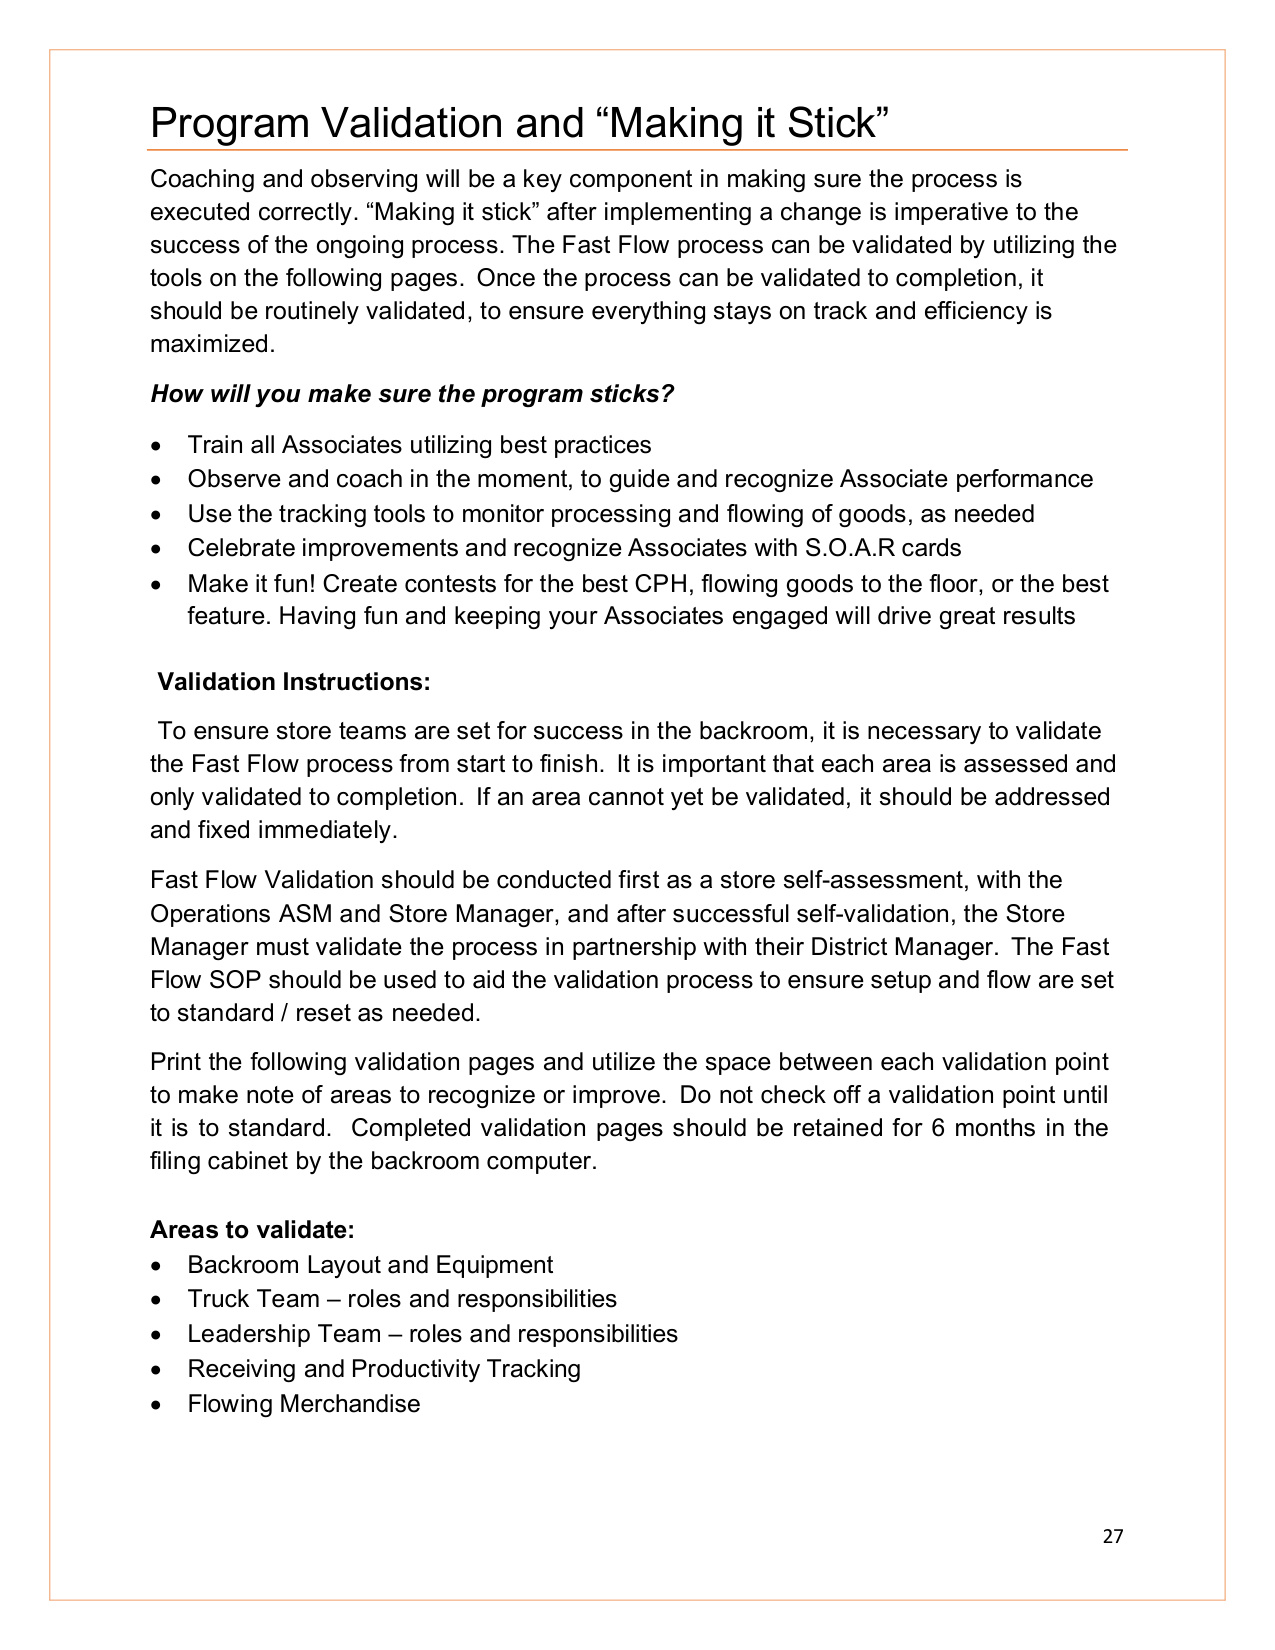 Program Validation and “Making it Stick”
Coaching and observing will be a key component in making sure the process is
executed correctly. “Making it stick” after implementing a change is imperative to the
success of the ongoing process. The Fast Flow process can be validated by utilizing the
tools on the following pages.  Once the process can be validated to completion, it
should be routinely validated, to ensure everything stays on track and efficiency is
maximized.
How will you make sure the program sticks?
• Train all Associates utilizing best practices
• Observe and coach in the moment, to guide and recognize Associate performance
• Use the tracking tools to monitor processing and flowing of goods, as needed
• Celebrate improvements and recognize Associates with S.O.A.R cards
• Make it fun! Create contests for the best CPH, flowing goods to the floor, or the best
feature. Having fun and keeping your Associates engaged will drive great results
Validation Instructions:
To ensure store teams are set for success in the backroom, it is necessary to validate
the Fast Flow process from start to finish.  It is important that each area is assessed and
only validated to completion.  If an area cannot yet be validated, it should be addressed
and fixed immediately.
Fast Flow Validation should be conducted first as a store self-assessment, with the
Operations ASM and Store Manager, and after successful self-validation, the Store
Manager must validate the process in partnership with their District Manager.  The Fast
Flow SOP should be used to aid the validation process to ensure setup and flow are set
to standard / reset as needed.
Print the following validation pages and utilize the space between each validation point
to make note of areas to recognize or improve.  Do not check off a validation point until
it is to standard.  Completed validation pages should be retained for 6 months in the
filing cabinet by the backroom computer.
Areas to validate:
• Backroom Layout and Equipment
• Truck Team – roles and responsibilities
• Leadership Team – roles and responsibilities
• Receiving and Productivity Tracking
• Flowing Merchandise
27